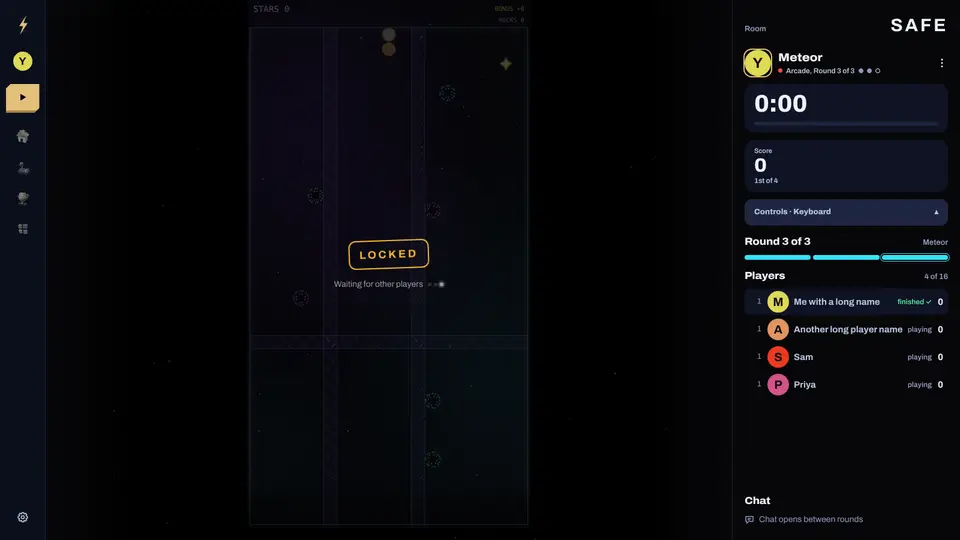 STARS 0
BONUS +0
ROCKS 0
LOCKED
Waiting for other players
Y
Room
SAFE
Y
Meteor
Arcade, Round 3 of 3
0:00
Score
0
1st of 4
Controls · Keyboard
Round 3 of 3
Meteor
Players
4 of 16
1 M Me with a long name finished ✓ 0
1 A Another long player name playing 0
1 S Sam playing 0
1 P Priya playing 0
Chat
Chat opens between rounds